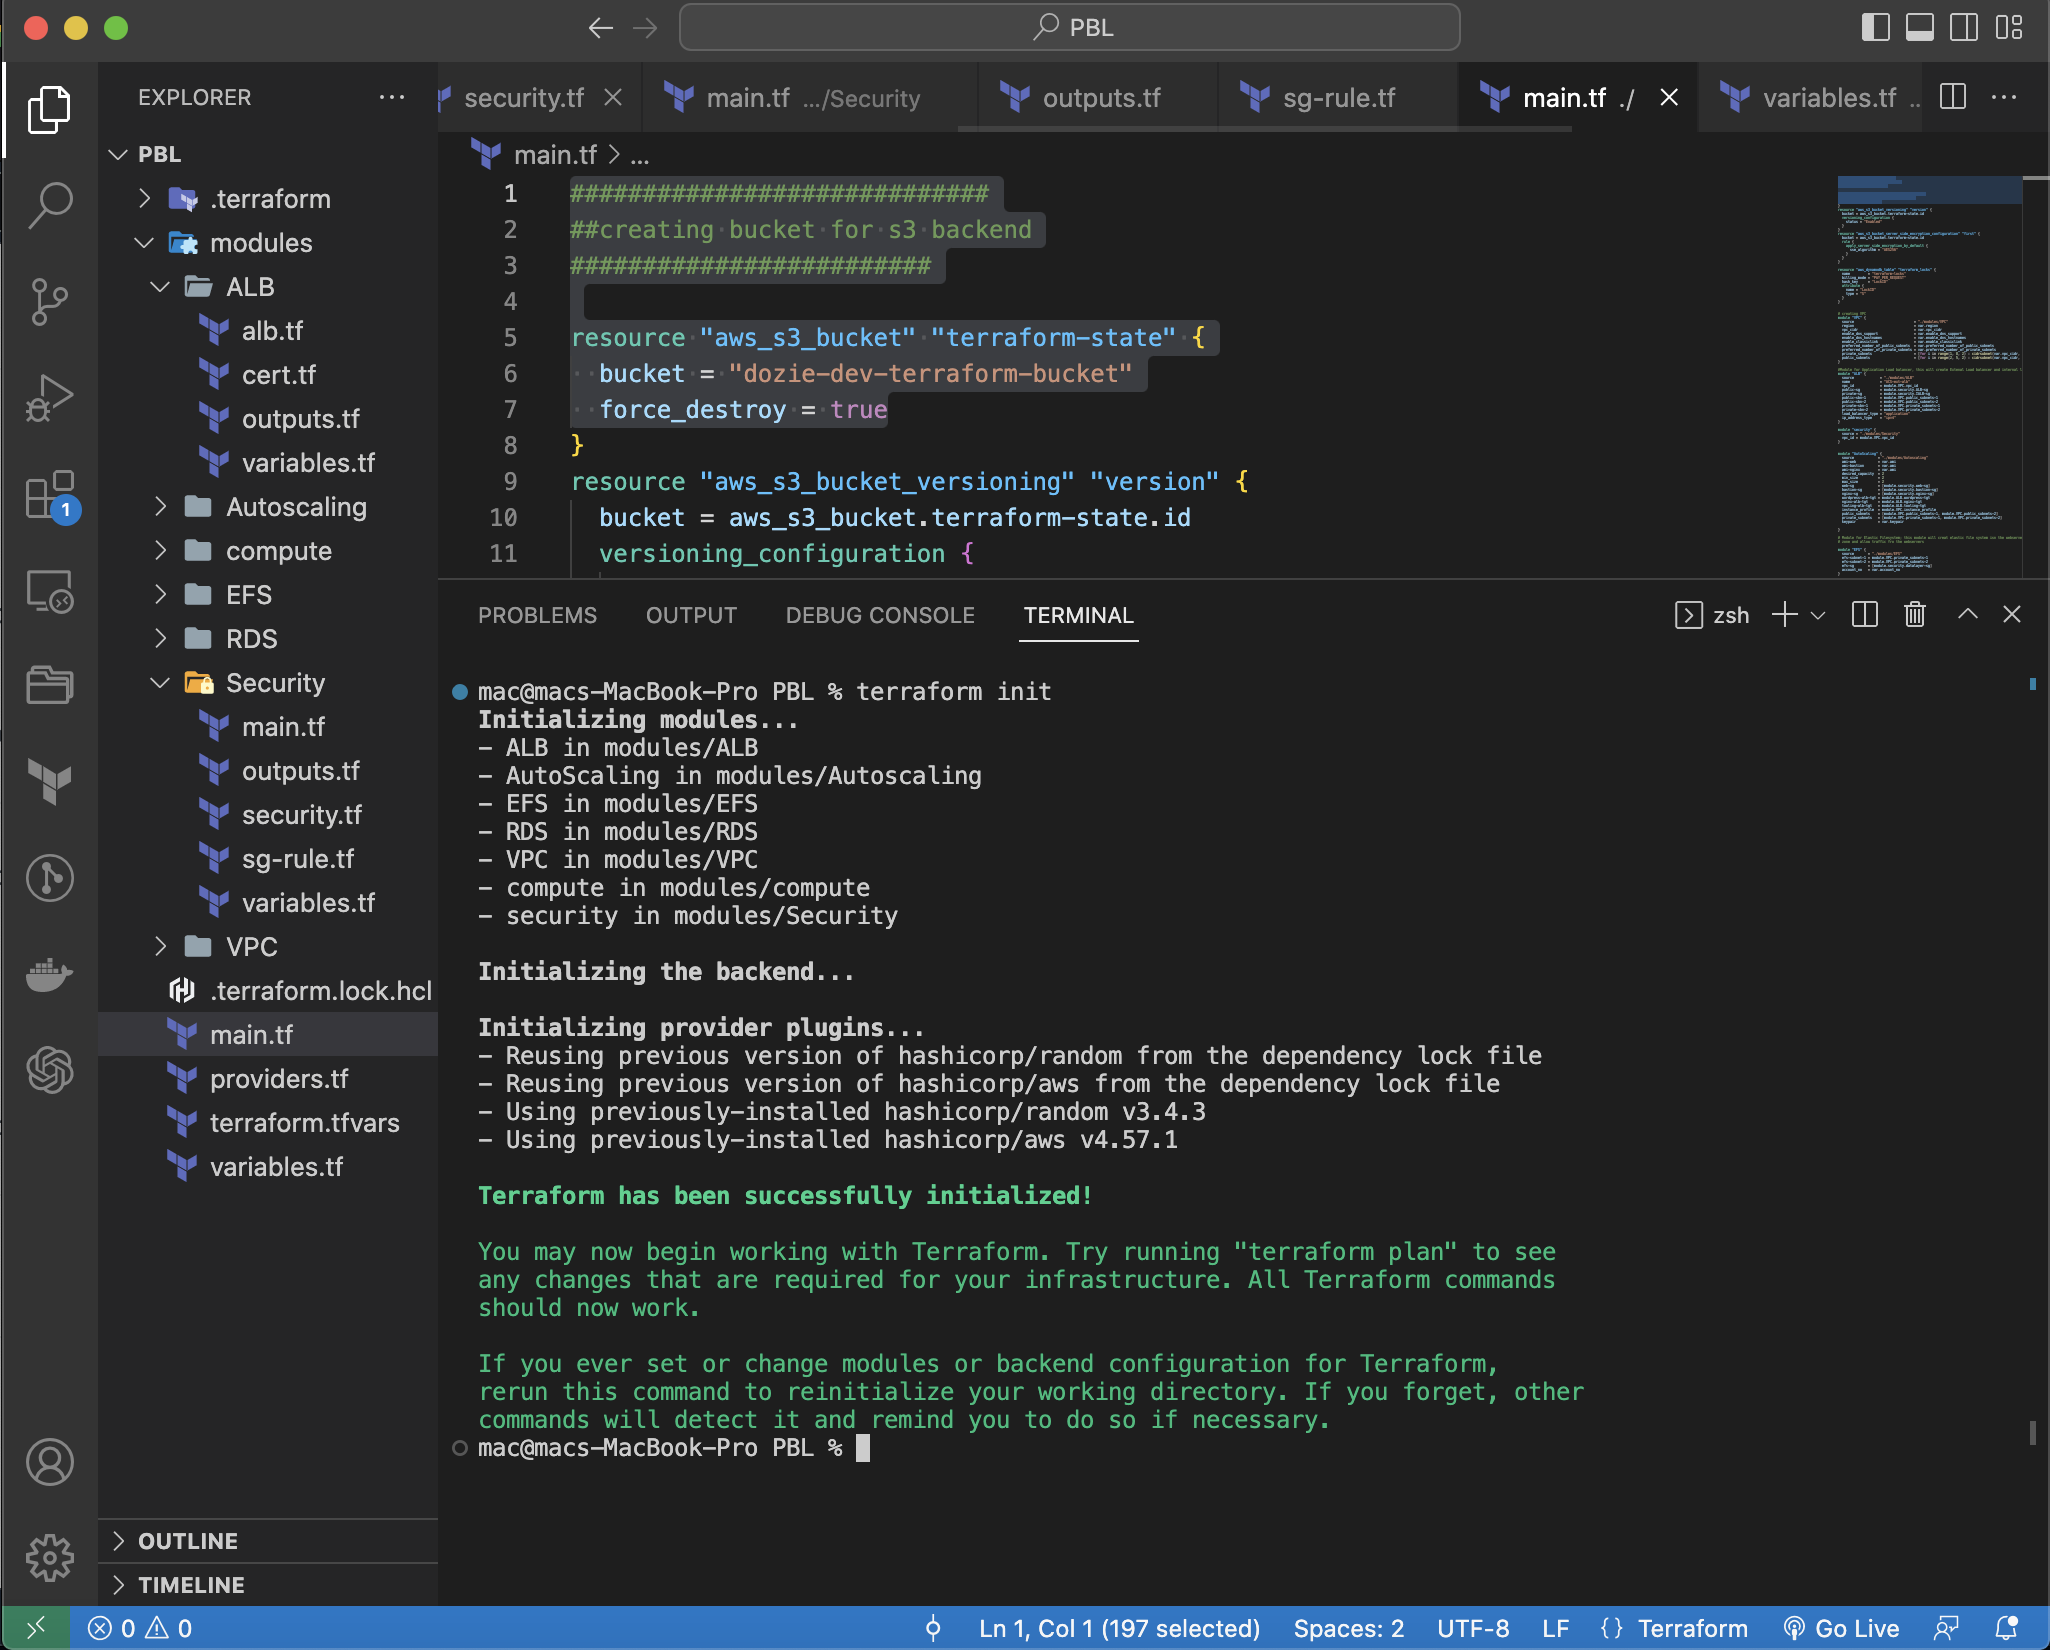 PBL
EXPLORER
security.tf
main.tf .../Security
outputs.tf
sg-rule.tf
main.tf ./
variables.tf ..
PBL
.terraform
modules
ALB
alb.tf
cert.tf
outputs.tf
variables.tf
Autoscaling
compute
EFS
RDS
Security
main.tf
outputs.tf
security.tf
sg-rule.tf
variables.tf
VPC
.terraform.lock.hcl
main.tf
providers.tf
terraform.tfvars
variables.tf
OUTLINE
TIMELINE
1
main.tf > ...
1 #############################
2 ##creating bucket for s3 backend
3 #########################
4
5 resource "aws_s3_bucket" "terraform-state" {
6 bucket = "dozie-dev-terraform-bucket"
7 force_destroy = true
8 }
9 resource "aws_s3_bucket_versioning" "version" {
10 bucket = aws_s3_bucket.terraform-state.id
11 versioning_configuration {
PROBLEMS OUTPUT DEBUG CONSOLE TERMINAL
zsh
mac@macs-MacBook-Pro PBL % terraform init
Initializing modules...
- ALB in modules/ALB
- AutoScaling in modules/Autoscaling
- EFS in modules/EFS
- RDS in modules/RDS
- VPC in modules/VPC
- compute in modules/compute
- security in modules/Security
Initializing the backend...
Initializing provider plugins...
- Reusing previous version of hashicorp/random from the dependency lock file
- Reusing previous version of hashicorp/aws from the dependency lock file
- Using previously-installed hashicorp/random v3.4.3
- Using previously-installed hashicorp/aws v4.57.1
Terraform has been successfully initialized!
You may now begin working with Terraform. Try running "terraform plan" to see
any changes that are required for your infrastructure. All Terraform commands
should now work.
If you ever set or change modules or backend configuration for Terraform,
rerun this command to reinitialize your working directory. If you forget, other
commands will detect it and remind you to do so if necessary.
mac@macs-MacBook-Pro PBL %
0 0 Ln 1, Col 1 (197 selected) Spaces: 2 UTF-8 LF {} Terraform Go Live